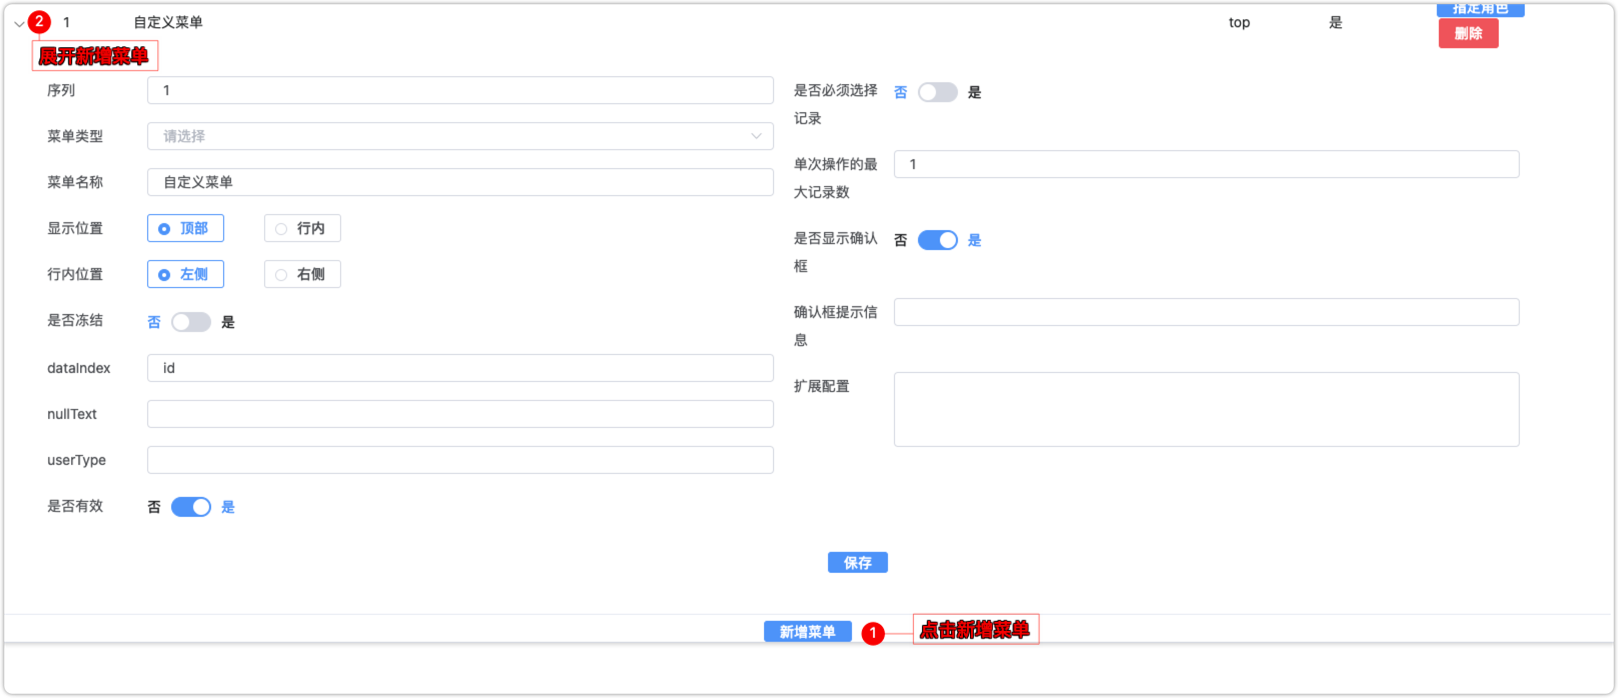 2 1 自定义菜单 top 是 指定角色
删除
展开新增菜单
序列 1
菜单类型 请选择
菜单名称 自定义菜单
显示位置 顶部 行内
行内位置 左侧 右侧
是否冻结 否 是
dataIndex id
nullText
userType
是否有效 否 是
是否必须选择 否 是
记录
单次操作的最 1
大记录数
是否显示确认 否 是
框
确认框提示信
息
扩展配置
保存
新增菜单 1 点击新增菜单